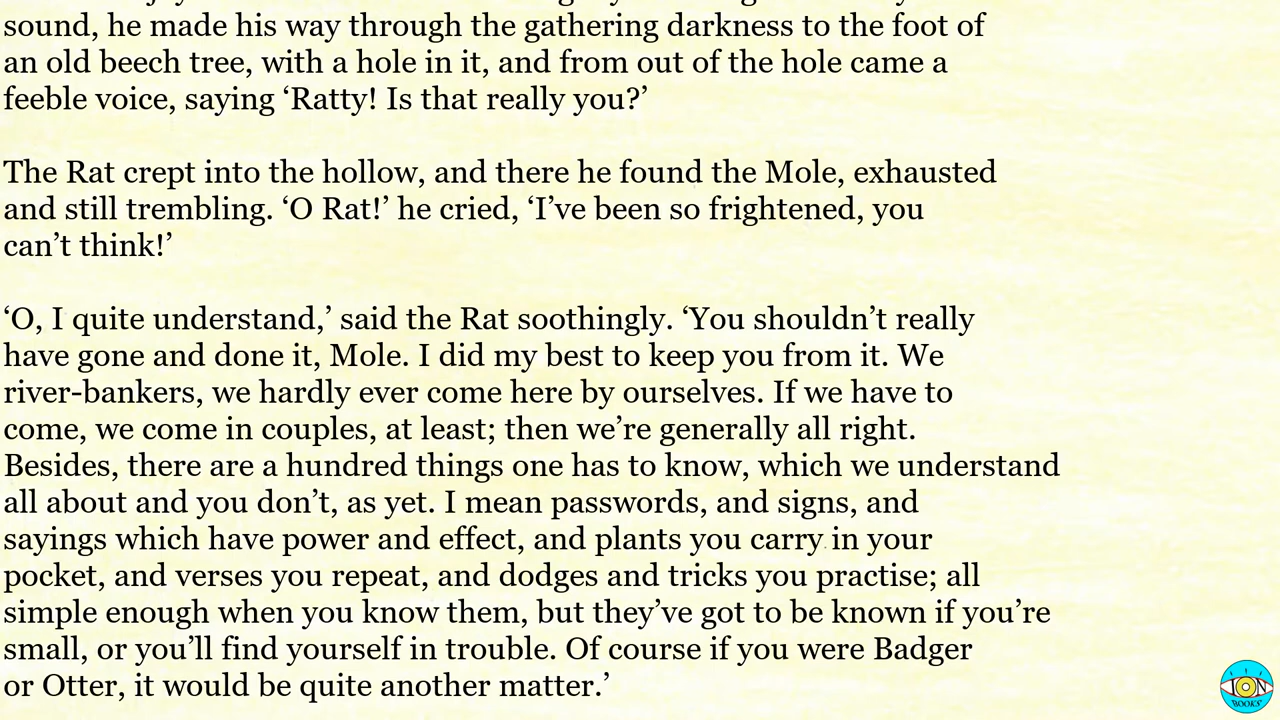 sound, he made his way through the gathering darkness to the foot of
an old beech tree, with a hole in it, and from out of the hole came a
feeble voice, saying ‘Ratty! Is that really you?’
The Rat crept into the hollow, and there he found the Mole, exhausted
and still trembling. ‘O Rat!’ he cried, ‘I’ve been so frightened, you
can’t think!’
‘O, I quite understand,’ said the Rat soothingly. ‘You shouldn’t really
have gone and done it, Mole. I did my best to keep you from it. We
river-bankers, we hardly ever come here by ourselves. If we have to
come, we come in couples, at least; then we’re generally all right.
Besides, there are a hundred things one has to know, which we understand
all about and you don’t, as yet. I mean passwords, and signs, and
sayings which have power and effect, and plants you carry in your
pocket, and verses you repeat, and dodges and tricks you practise; all
simple enough when you know them, but they’ve got to be known if you’re
small, or you’ll find yourself in trouble. Of course if you were Badger
or Otter, it would be quite another matter.’
ION
BOOKS